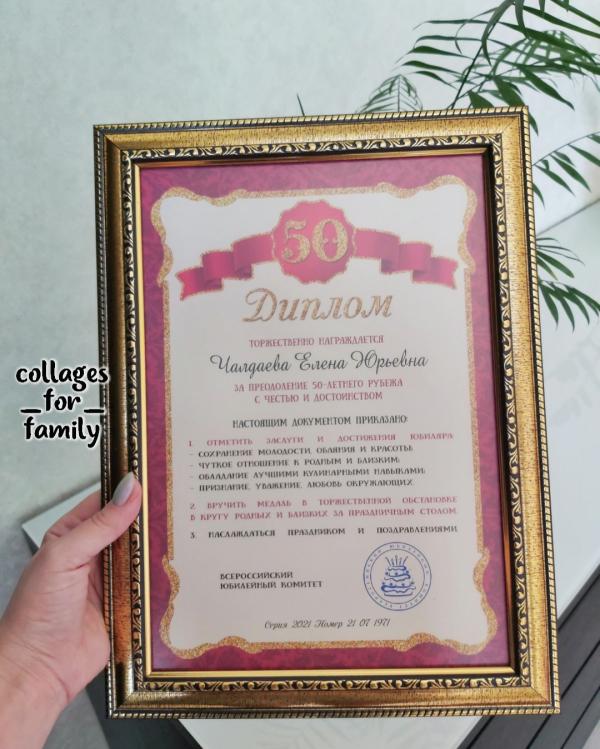 50
Диплом
ТОРЖЕСТВЕННО НАГРАЖДАЕТСЯ
Чалдаева Елена Юрьевна
ЗА ПРЕОДОЛЕНИЕ 50-ЛЕТНЕГО РУБЕЖА
С ЧЕСТЬЮ И ДОСТОИНСТВОМ
НАСТОЯЩИМ ДОКУМЕНТОМ ПРИКАЗАНО:
1. ОТМЕТИТЬ ЗАСЛУГИ И ДОСТИЖЕНИЯ ЮБИЛЯРА:
- СОХРАНЕНИЕ МОЛОДОСТИ, ОБАЯНИЯ И КРАСОТЫ;
- ЧУТКОЕ ОТНОШЕНИЕ К РОДНЫМ И БЛИЗКИМ;
- ОБЛАДАНИЕ ЛУЧШИМИ КУЛИНАРНЫМИ НАВЫКАМИ;
- ПРИЗНАНИЕ, УВАЖЕНИЕ, ЛЮБОВЬ ОКРУЖАЮЩИХ.
2. ВРУЧИТЬ МЕДАЛЬ В ТОРЖЕСТВЕННОЙ ОБСТАНОВКЕ
В КРУГУ РОДНЫХ И БЛИЗКИХ ЗА ПРАЗДНИЧНЫМ СТОЛОМ.
3. НАСЛАЖДАТЬСЯ ПРАЗДНИКОМ И ПОЗДРАВЛЕНИЯМИ
ВСЕРОССИЙСКИЙ
ЮБИЛЕЙНЫЙ КОМИТЕТ
Серия 2021 Номер 21 07 1971
collages
_for_
family